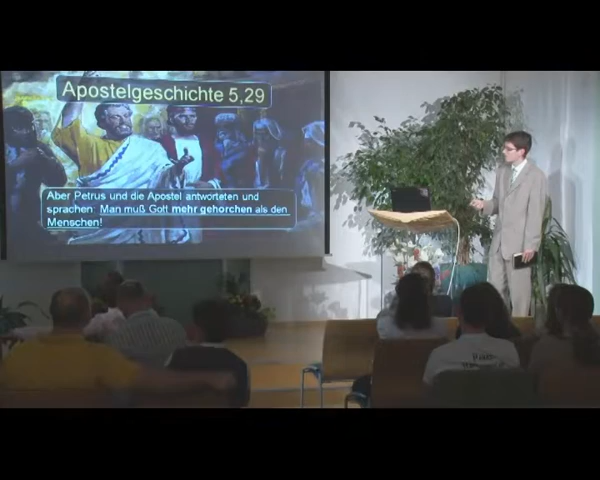 Apostelgeschichte 5,29
Aber Petrus und die Apostel antworteten und
sprachen: Man muß Gott mehr gehorchen als den
Menschen!